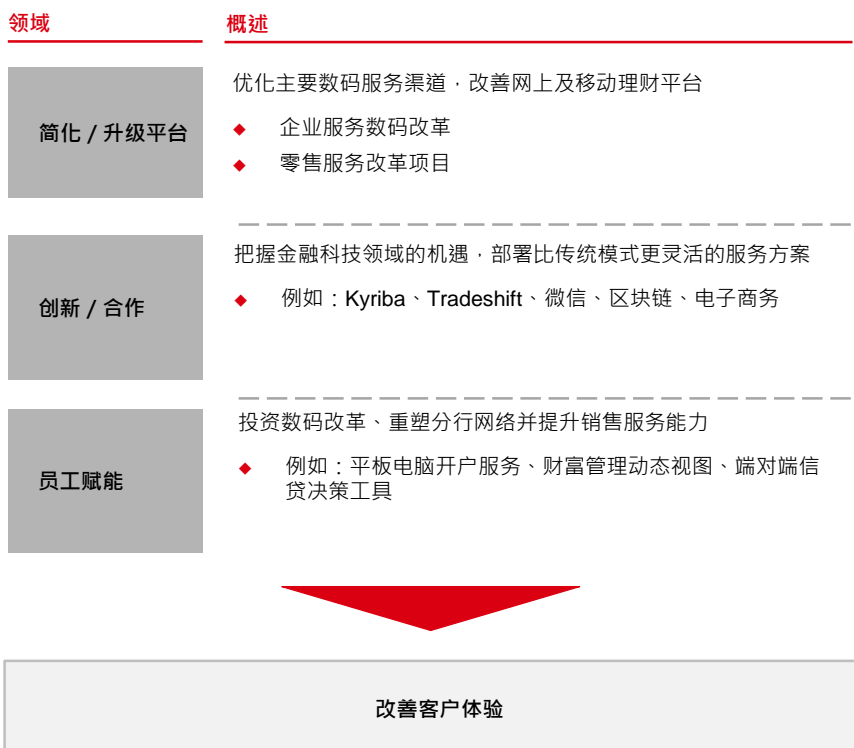 领域
概述
简化 / 升级平台
优化主要数码服务渠道，改善网上及移动理财平台
◆ 企业服务数码改革
◆ 零售服务改革项目
创新 / 合作
把握金融科技领域的机遇，部署比传统模式更灵活的服务方案
◆ 例如：Kyriba、Tradeshift、微信、区块链、电子商务
员工赋能
投资数码改革、重塑分行网络并提升销售服务能力
◆ 例如：平板电脑开户服务、财富管理动态视图、端对端信
贷决策工具
改善客户体验